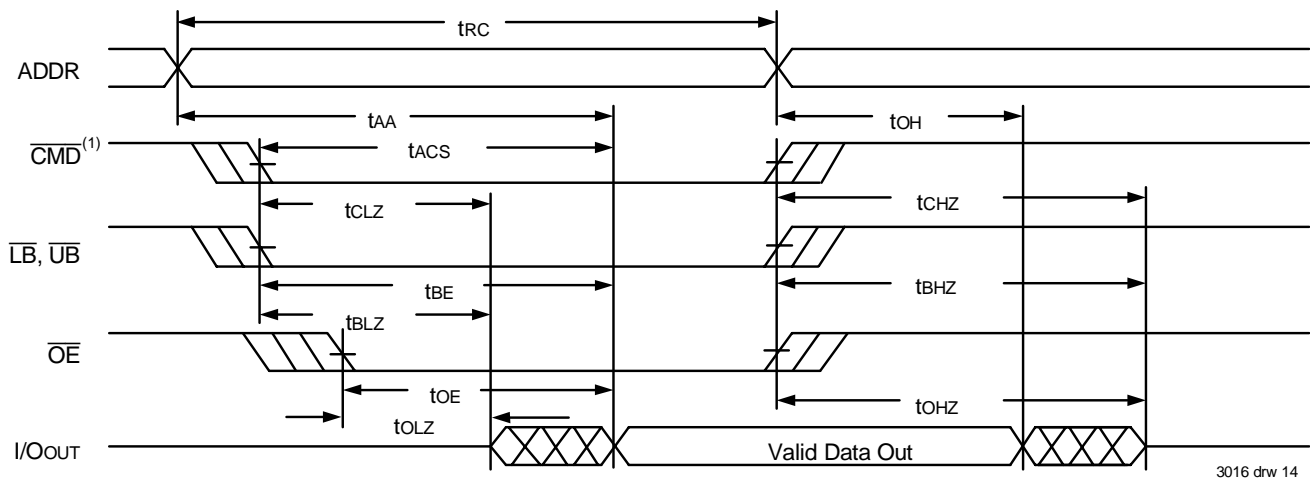 tRC
ADDR
tAA
tOH
CMD(1)
tACS
tCLZ
tCHZ
LB, UB
tBE
tBHZ
tBLZ
OE
tOE
tOHZ
tOLZ
I/OOUT
Valid Data Out
3016 drw 14